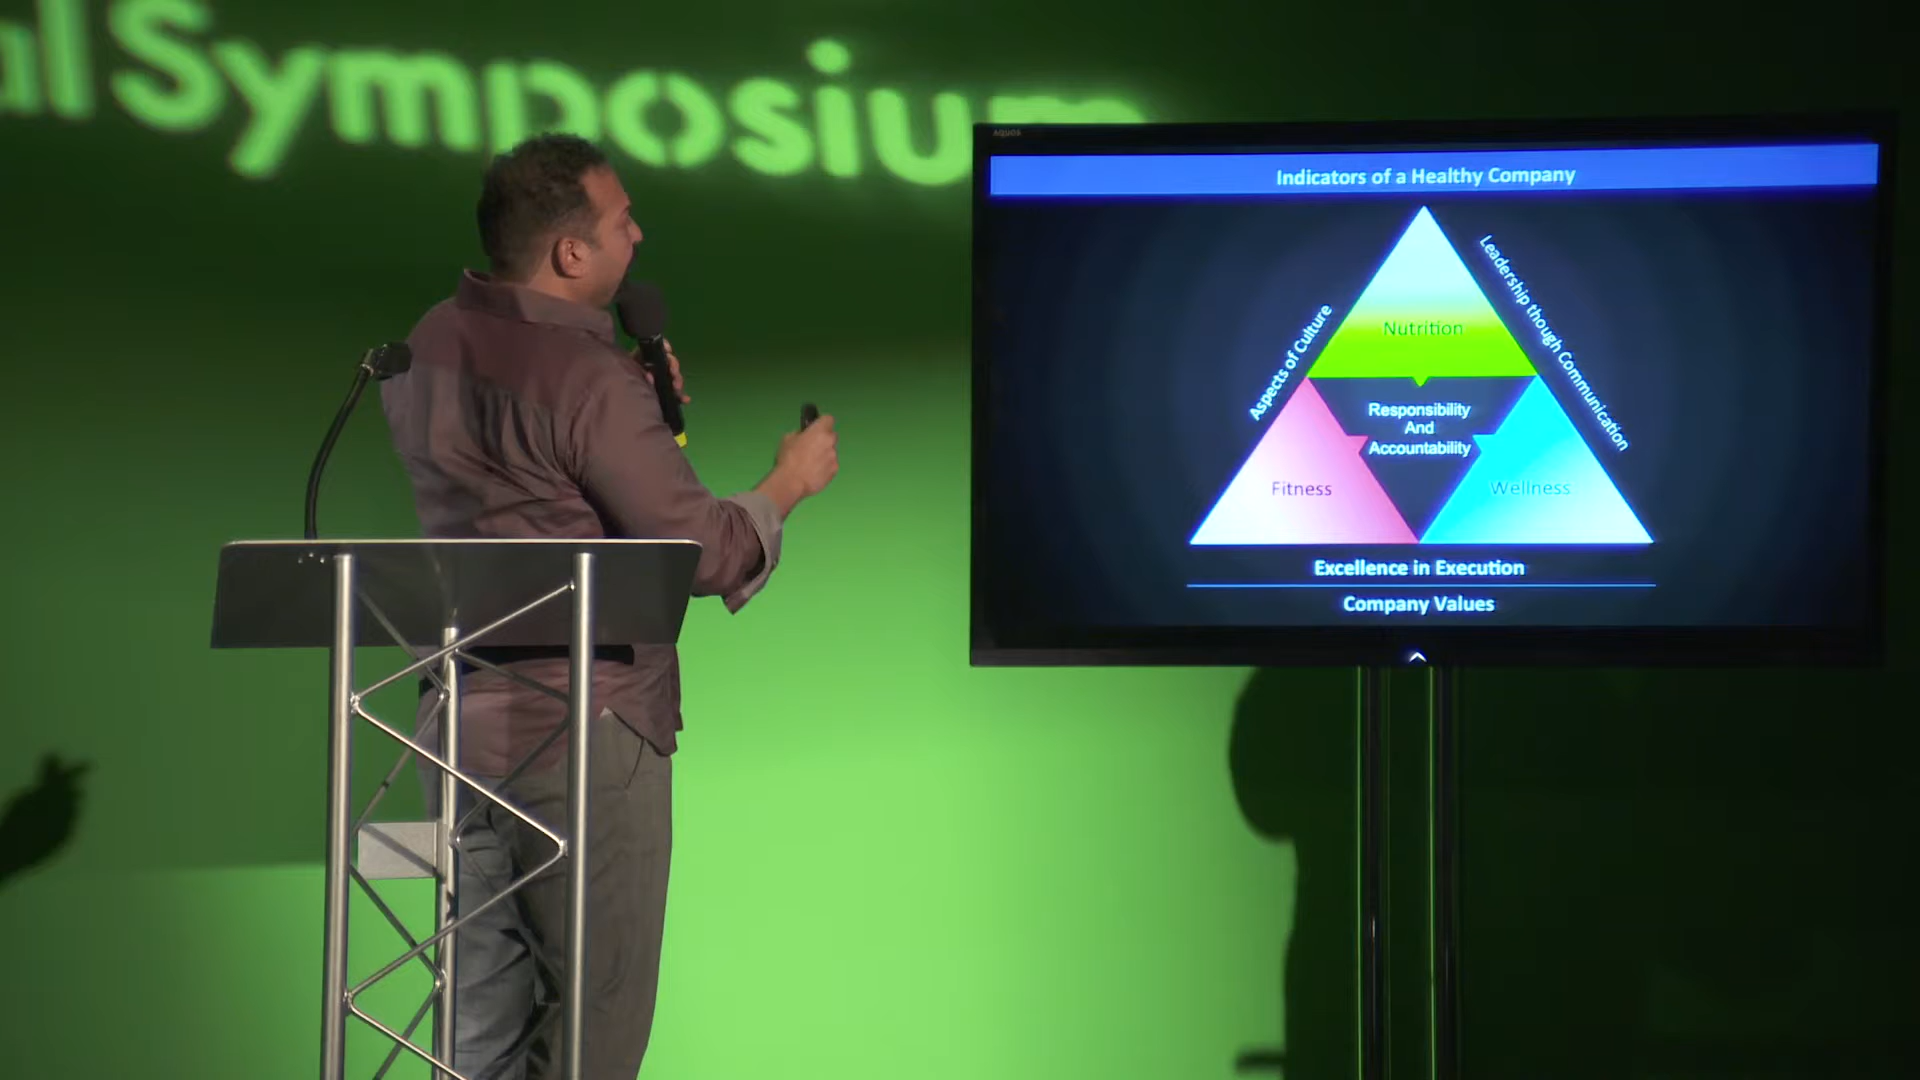 alSymposium
AQUOS
Indicators of a Healthy Company
Aspects of Culture
Leadership though Communication
Nutrition
Responsibility
And
Accountability
Fitness
Wellness
Excellence in Execution
Company Values